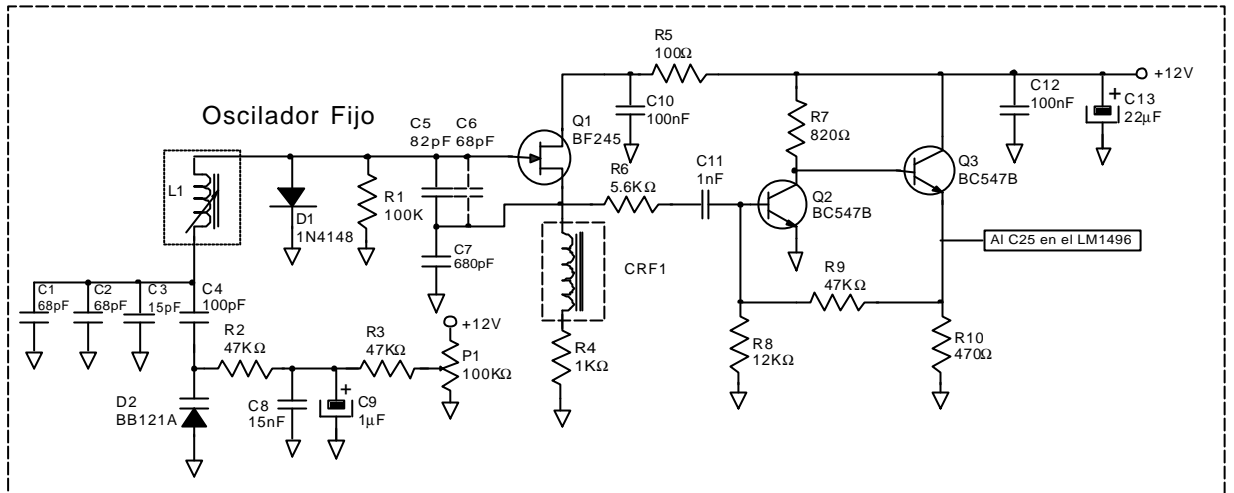 Oscilador Fijo
R5
100Ω
+12V
C10
100nF
C12
100nF
C13
22µF
+
C5
82pF
C6
68pF
Q1
BF245
R7
820Ω
Q3
BC547B
L1
D1
1N4148
R1
100K
R6
5.6KΩ
C11
1nF
Q2
BC547B
C7
680pF
CRF1
Al C25 en el LM1496
C1
68pF
C2
68pF
C3
15pF
C4
100pF
R9
47KΩ
R2
47KΩ
R3
47KΩ
+12V
P1
100KΩ
R4
1KΩ
R8
12KΩ
R10
470Ω
D2
BB121A
C8
15nF
+
C9
1µF